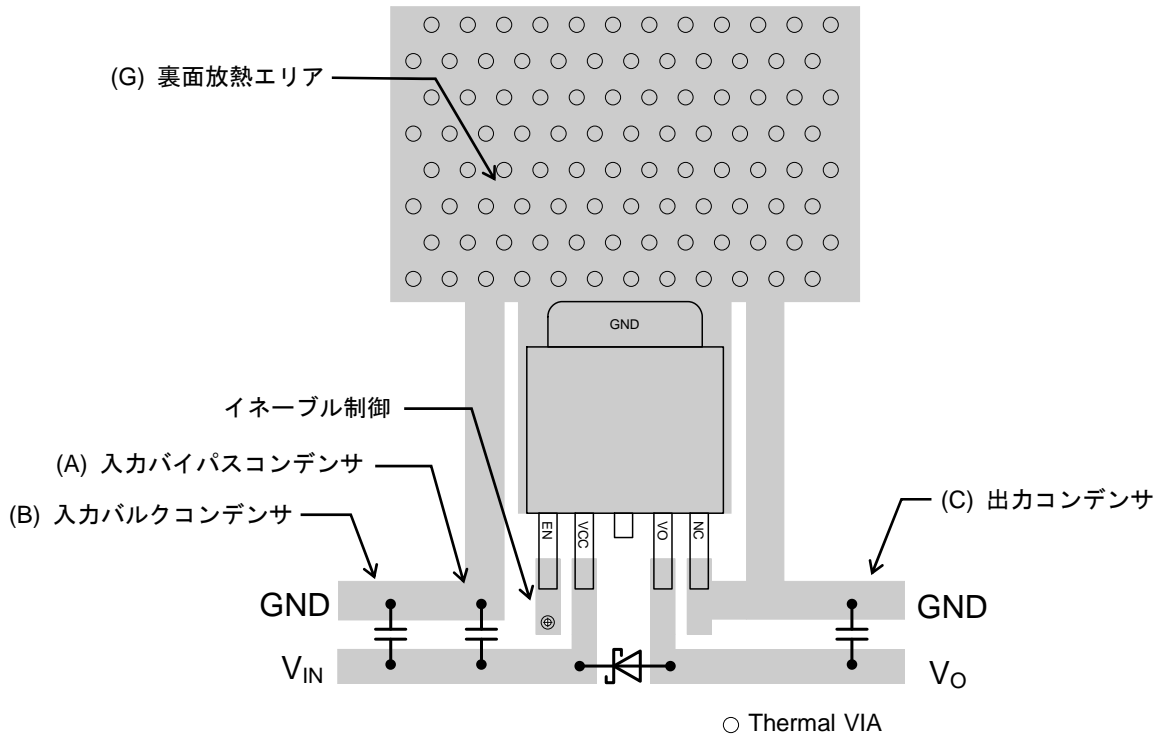 (G) 裏面放熱エリア
GND
イネーブル制御
(A) 入力バイパスコンデンサ
(B) 入力バルクコンデンサ
(C) 出力コンデンサ
EN
VCC
VO
NC
GND
GND
VIN
VO
Thermal VIA